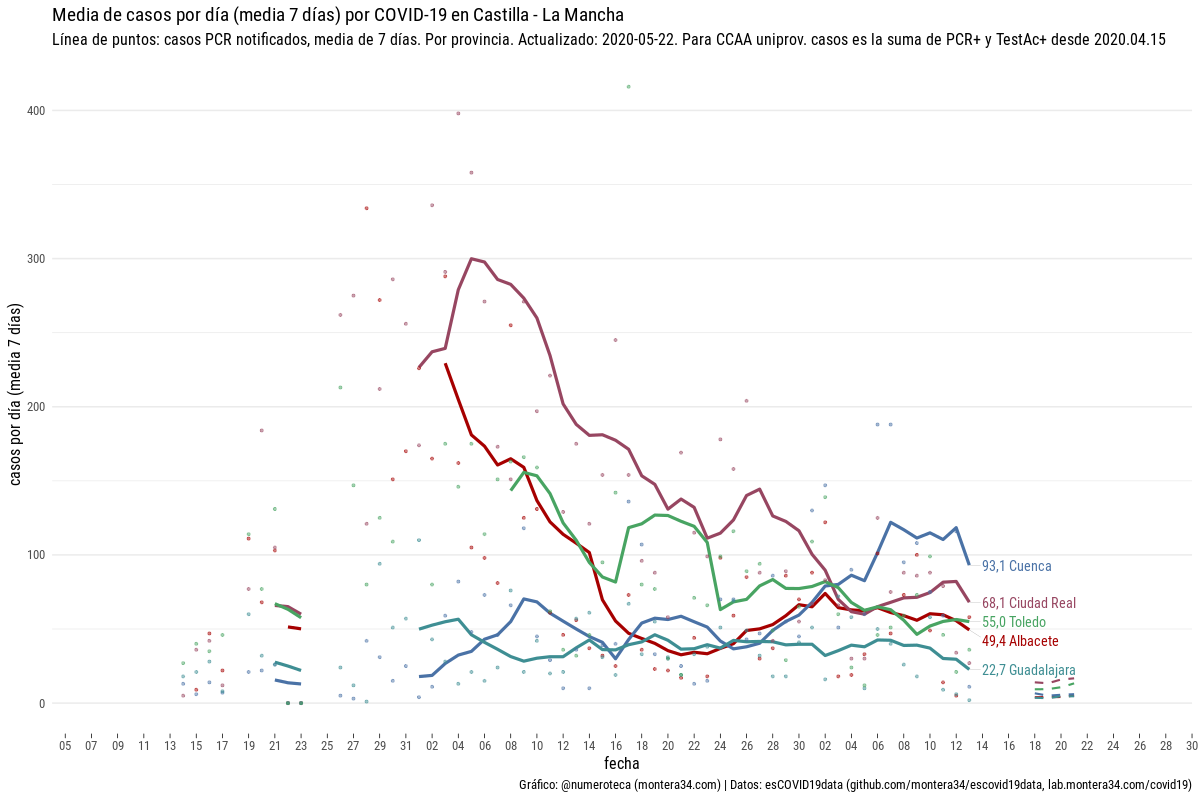 Media de casos por día (media 7 días) por COVID-19 en Castilla - La Mancha
Línea de puntos: casos PCR notificados, media de 7 días. Por provincia. Actualizado: 2020-05-22. Para CCAA uniprov. casos es la suma de PCR+ y TestAc+ desde 2020.04.15
casos por día (media 7 días)
400
300
200
100
0
93,1 Cuenca
68,1 Ciudad Real
55,0 Toledo
49,4 Albacete
22,7 Guadalajara
05 07 09 11 13 15 17 19 21 23 25 27 29 31 02 04 06 08 10 12 14 16 18 20 22 24 26 28 30 02 04 06 08 10 12 14 16 18 20 22 24 26 28 30
fecha
Gráfico: @numeroteca (montera34.com) | Datos: esCOVID19data (github.com/montera34/escovid19data, lab.montera34.com/covid19)